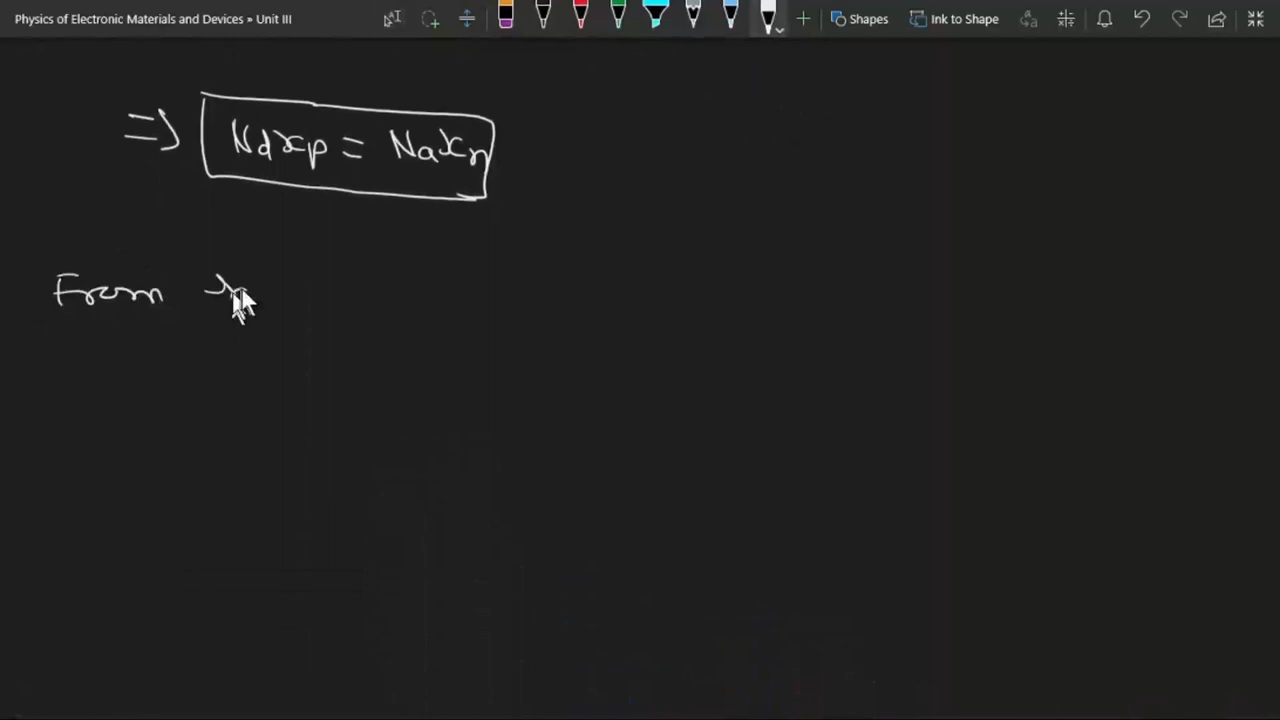 Physics of Electronic Materials and Devices » Unit III
Shapes
Ink to Shape
=> Ndxp = Naxn
From